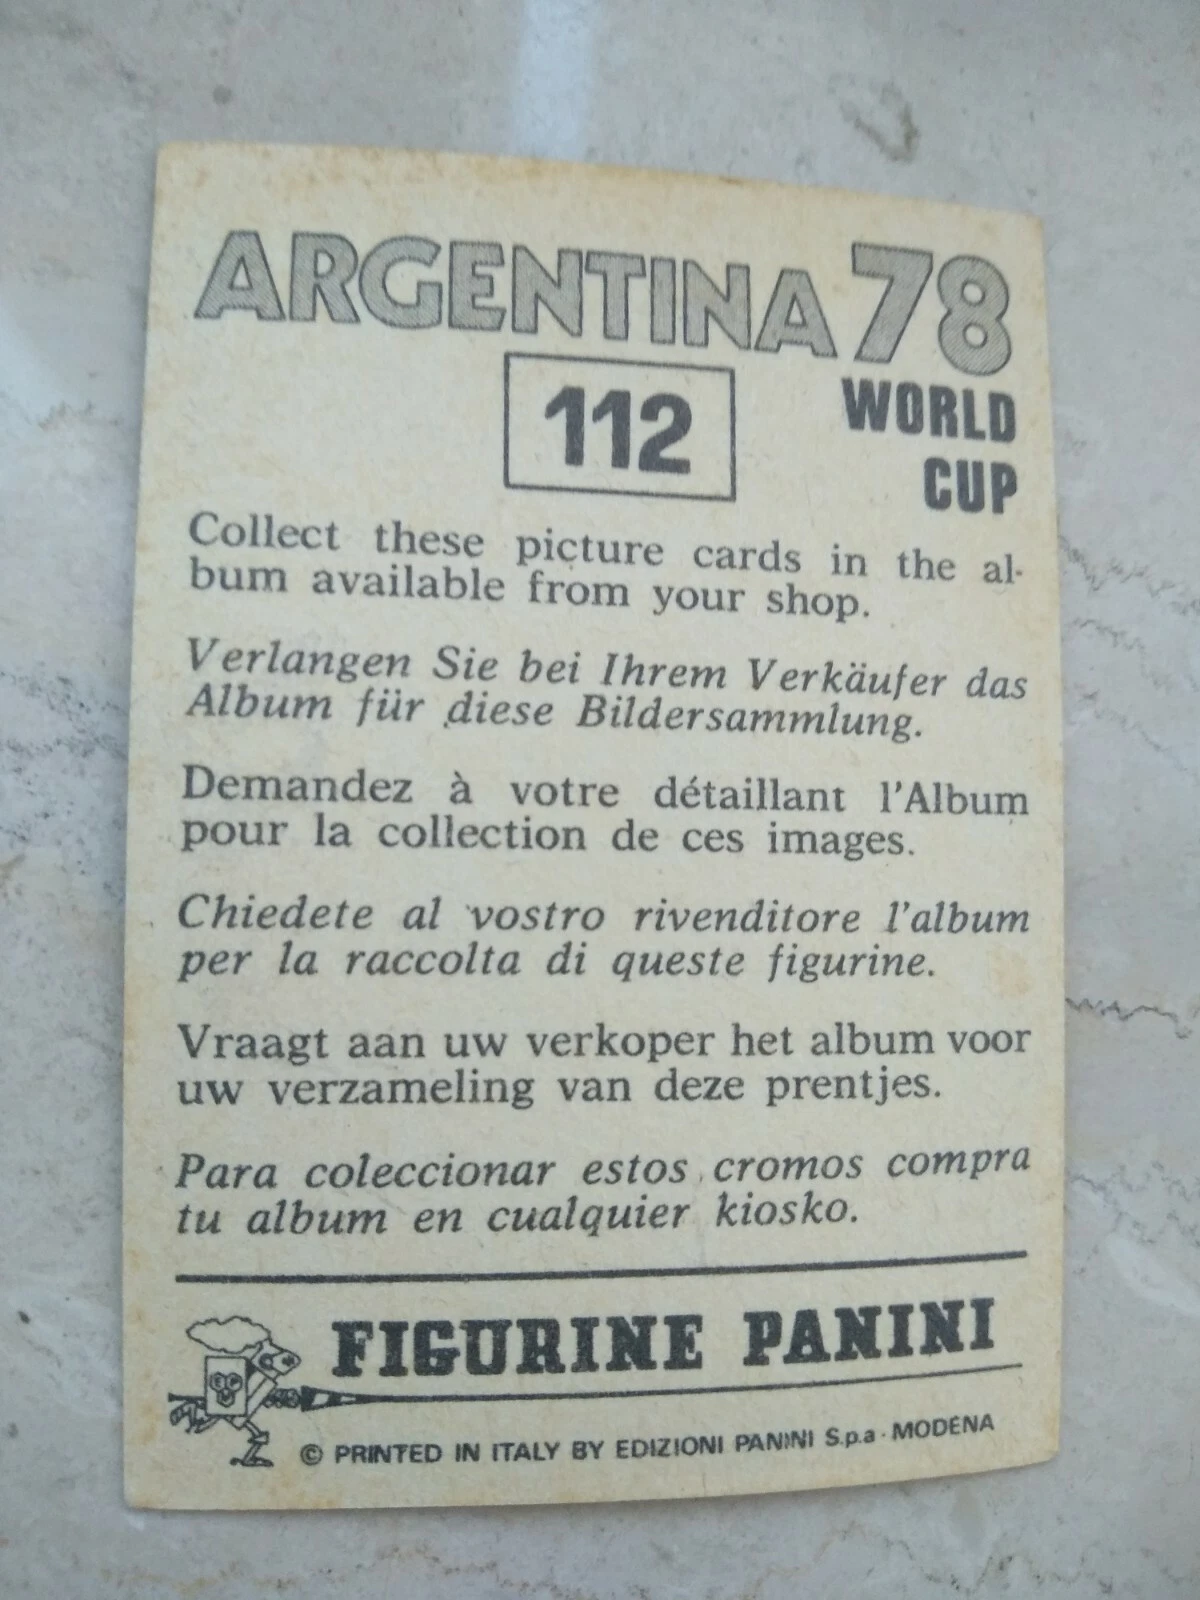 ARGENTINA 78
112
WORLD
CUP
Collect these picture cards in the al-
bum available from your shop.
Verlangen Sie bei Ihrem Verkäufer das
Album für diese Bildersammlung.
Demandez à votre détaillant l'Album
pour la collection de ces images.
Chiedete al vostro rivenditore l'album
per la raccolta di queste figurine.
Vraagt aan uw verkoper het album voor
uw verzameling van deze prentjes.
Para coleccionar estos cromos compra
tu album en cualquier kiosko.
FIGURINE PANINI
© PRINTED IN ITALY BY EDIZIONI PANINI S.p.a - MODENA